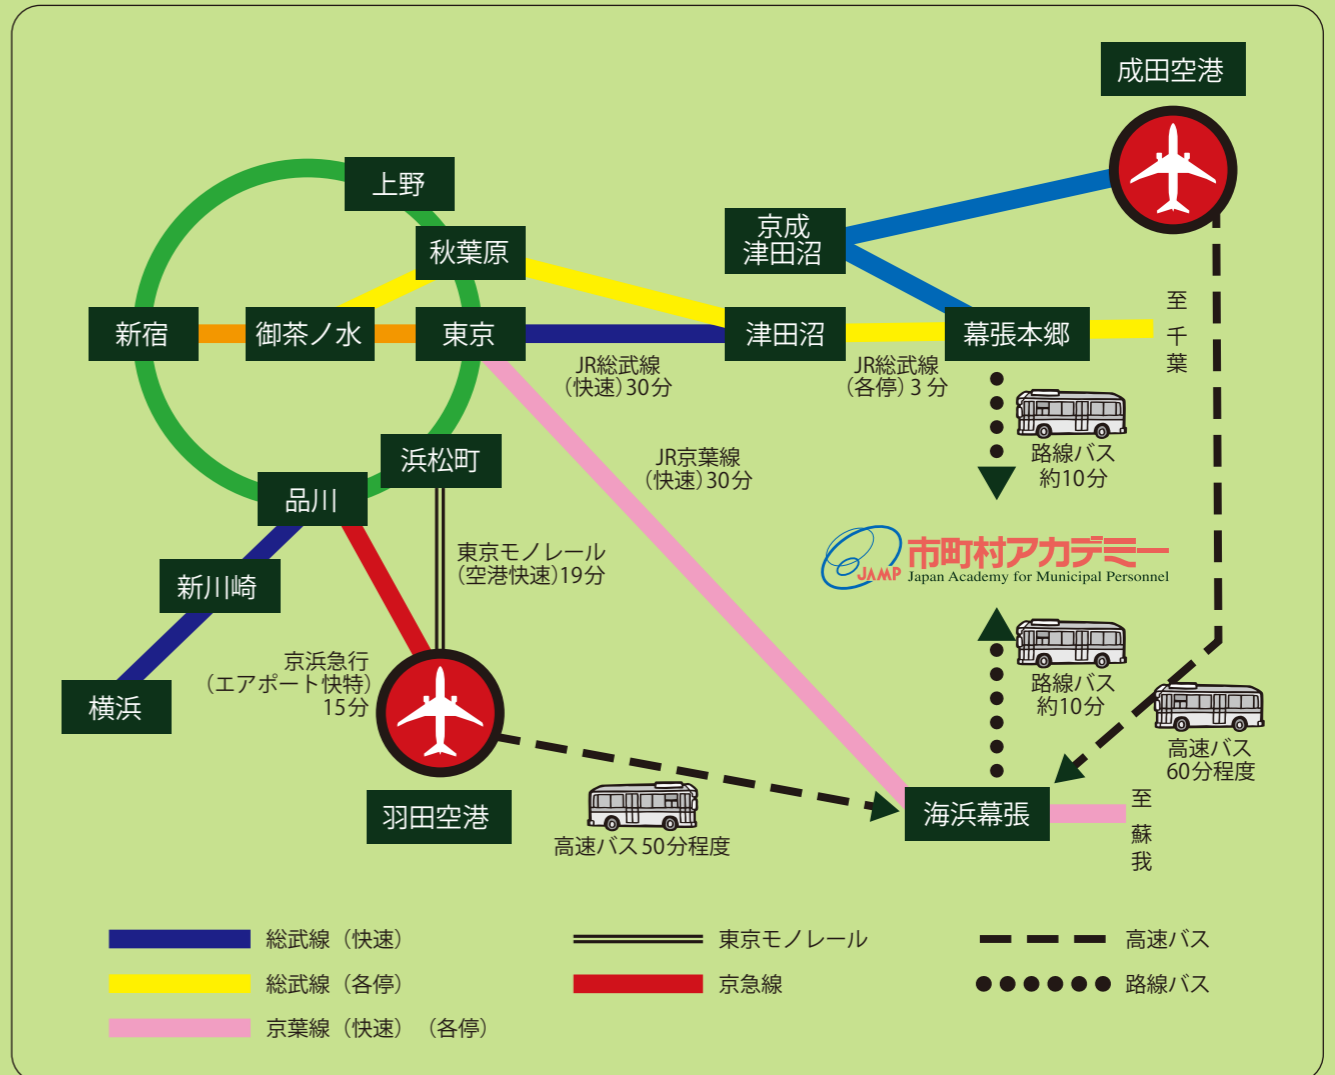 成田空港
上野
京成
津田沼
秋葉原
新宿
御茶ノ水
東京
津田沼
幕張本郷
至
千
葉
JR総武線
(快速)30分
JR総武線
(各停)3分
路線バス
約10分
浜松町
JR京葉線
(快速)30分
品川
東京モノレール
(空港快速)19分
JAMP
市町村アカデミー
Japan Academy for Municipal Personnel
新川崎
京浜急行
(エアポート快特)
15分
横浜
路線バス
約10分
高速バス
60分程度
羽田空港
高速バス50分程度
海浜幕張
至
蘇
我
総武線(快速)
総武線(各停)
京葉線(快速)(各停)
東京モノレール
京急線
高速バス
路線バス